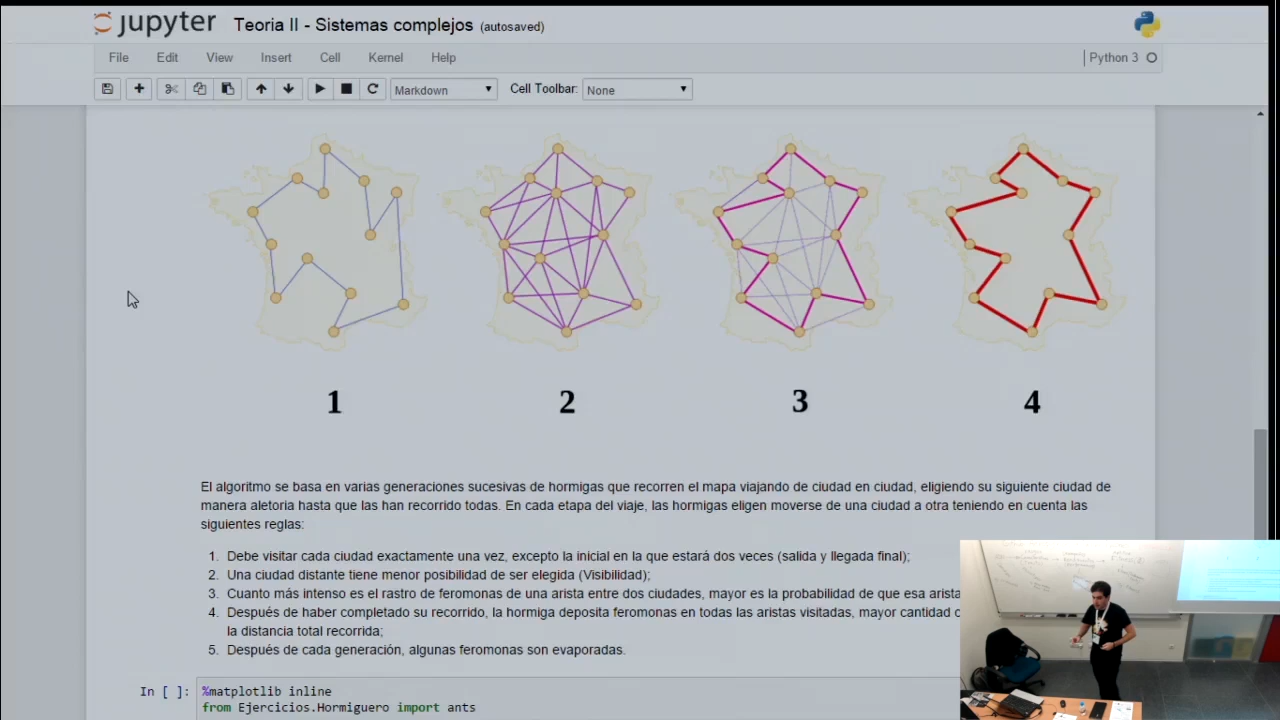 jupyter Teoria II - Sistemas complejos (autosaved)
File Edit View Insert Cell Kernel Help Python 3
Markdown Cell Toolbar: None
1 2 3 4
El algoritmo se basa en varias generaciones sucesivas de hormigas que recorren el mapa viajando de ciudad en ciudad, eligiendo su siguiente ciudad de
manera aletoria hasta que las han recorrido todas. En cada etapa del viaje, las hormigas eligen moverse de una ciudad a otra teniendo en cuenta las
siguientes reglas:
1. Debe visitar cada ciudad exactamente una vez, excepto la inicial en la que estará dos veces (salida y llegada final);
2. Una ciudad distante tiene menor posibilidad de ser elegida (Visibilidad);
3. Cuanto más intenso es el rastro de feromonas de una arista entre dos ciudades, mayor es la probabilidad de que esa arista
4. Después de haber completado su recorrido, la hormiga deposita feromonas en todas las aristas visitadas, mayor cantidad
la distancia total recorrida;
5. Después de cada generación, algunas feromonas son evaporadas.
In [ ]: %matplotlib inline
from Ejercicios.Hormiguero import ants